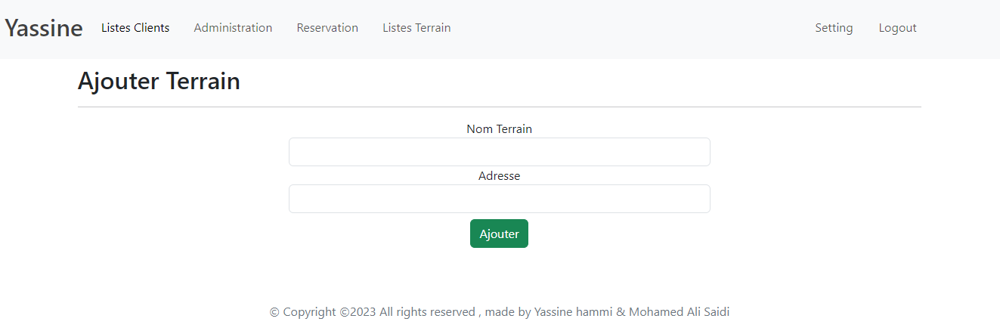 Yassine Listes Clients Administration Reservation Listes Terrain Setting Logout
Ajouter Terrain
Nom Terrain
Adresse
Ajouter
© Copyright ©2023 All rights reserved , made by Yassine hammi & Mohamed Ali Saidi